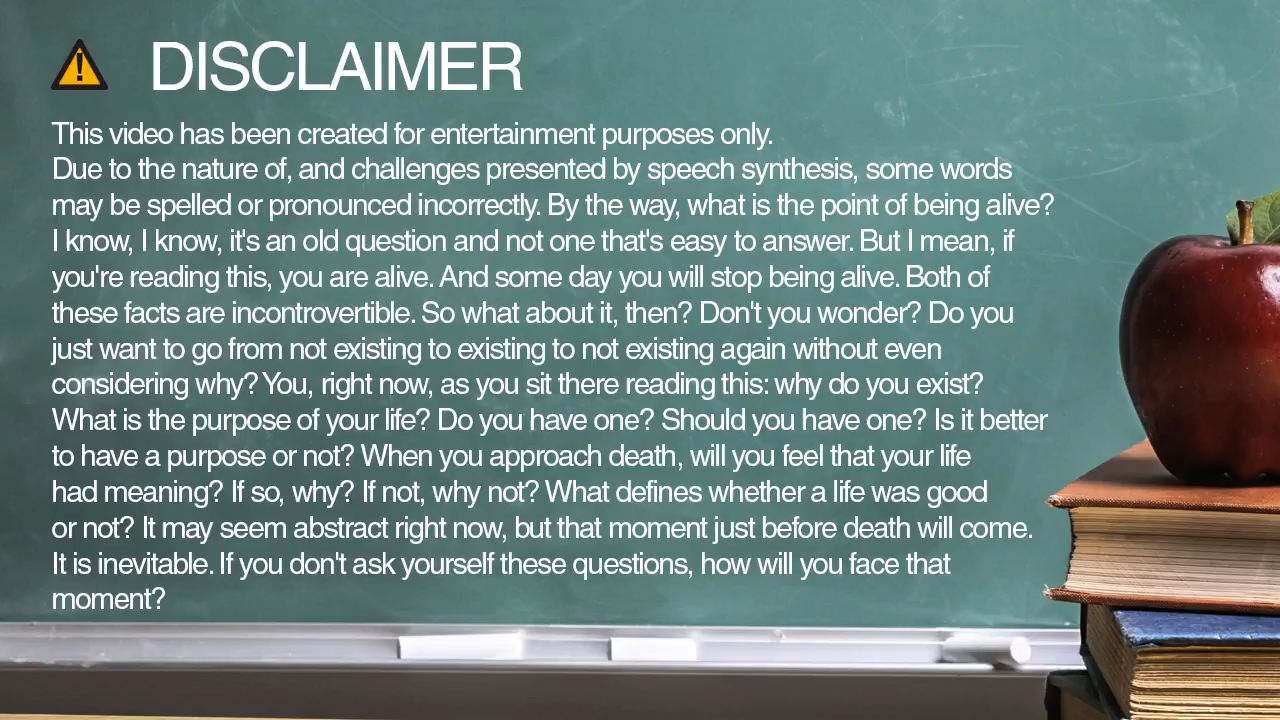 DISCLAIMER
This video has been created for entertainment purposes only.
Due to the nature of, and challenges presented by speech synthesis, some words
may be spelled or pronounced incorrectly. By the way, what is the point of being alive?
I know, I know, it's an old question and not one that's easy to answer. But I mean, if
you're reading this, you are alive. And some day you will stop being alive. Both of
these facts are incontrovertible. So what about it, then? Don't you wonder? Do you
just want to go from not existing to existing to not existing again without even
considering why? You, right now, as you sit there reading this: why do you exist?
What is the purpose of your life? Do you have one? Should you have one? Is it better
to have a purpose or not? When you approach death, will you feel that your life
had meaning? If so, why? If not, why not? What defines whether a life was good
or not? It may seem abstract right now, but that moment just before death will come.
It is inevitable. If you don't ask yourself these questions, how will you face that
moment?